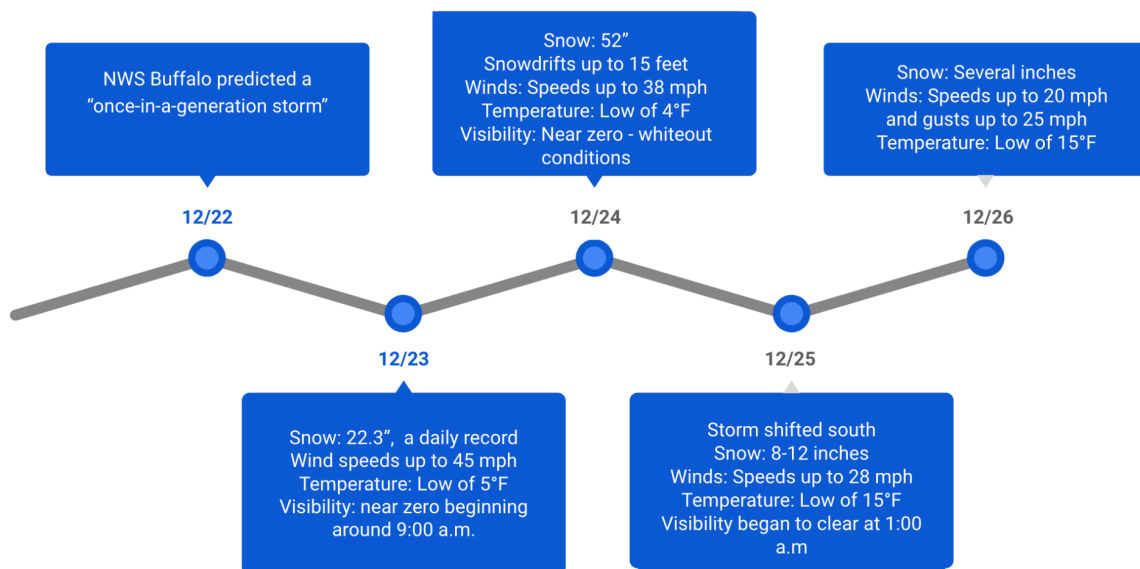 NWS Buffalo predicted a
“once-in-a-generation storm”
12/22
Snow: 22.3”, a daily record
Wind speeds up to 45 mph
Temperature: Low of 5°F
Visibility: near zero beginning
around 9:00 a.m.
12/23
Snow: 52”
Snowdrifts up to 15 feet
Winds: Speeds up to 38 mph
Temperature: Low of 4°F
Visibility: Near zero - whiteout
conditions
12/24
12/25
Storm shifted south
Snow: 8-12 inches
Winds: Speeds up to 28 mph
Temperature: Low of 15°F
Visibility began to clear at 1:00
a.m
Snow: Several inches
Winds: Speeds up to 20 mph
and gusts up to 25 mph
Temperature: Low of 15°F
12/26